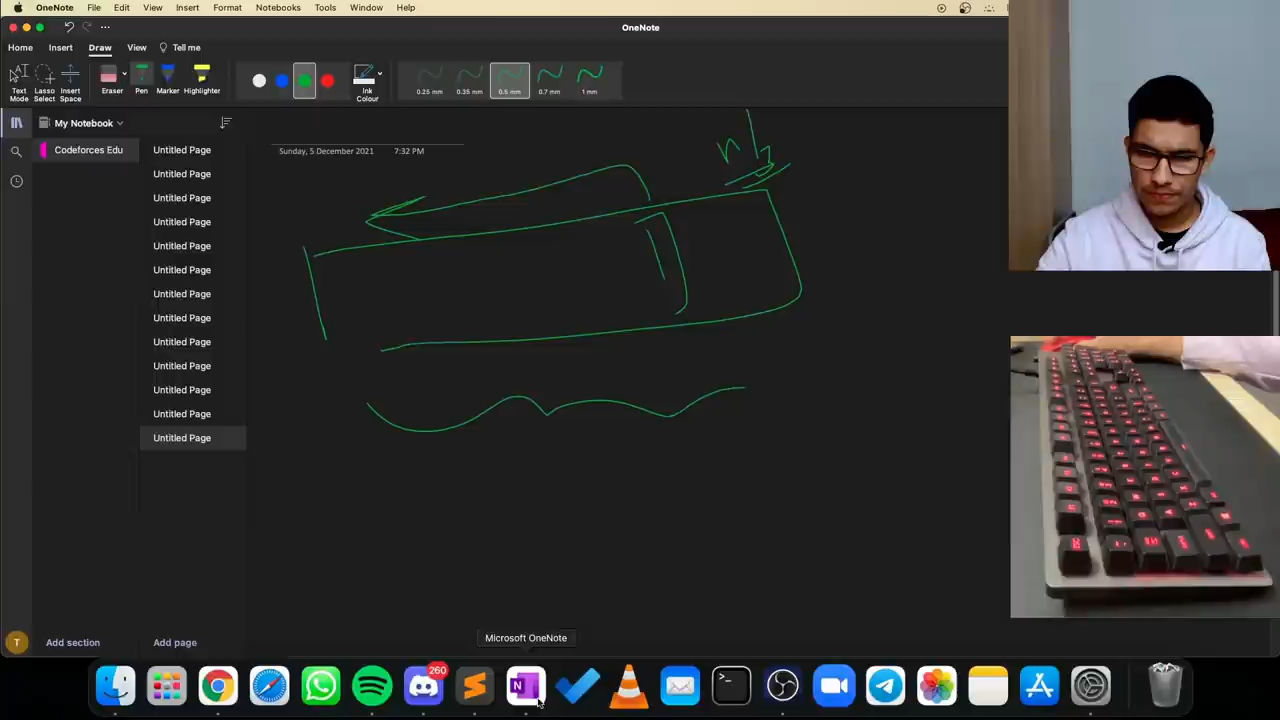 OneNote File Edit View Insert Format Notebooks Tools Window Help
OneNote
Home Insert Draw View Tell me
Text Mode
Lasso Select
Insert Space
Eraser
Pen
Marker
Highlighter
Ink Colour
0.25 mm
0.35 mm
0.5 mm
0.7 mm
1 mm
My Notebook
Codeforces Edu
Untitled Page
Untitled Page
Untitled Page
Untitled Page
Untitled Page
Untitled Page
Untitled Page
Untitled Page
Untitled Page
Untitled Page
Untitled Page
Untitled Page
Untitled Page
Sunday, 5 December 2021 7:32 PM
T
Add section
Add page
Microsoft OneNote
260
N